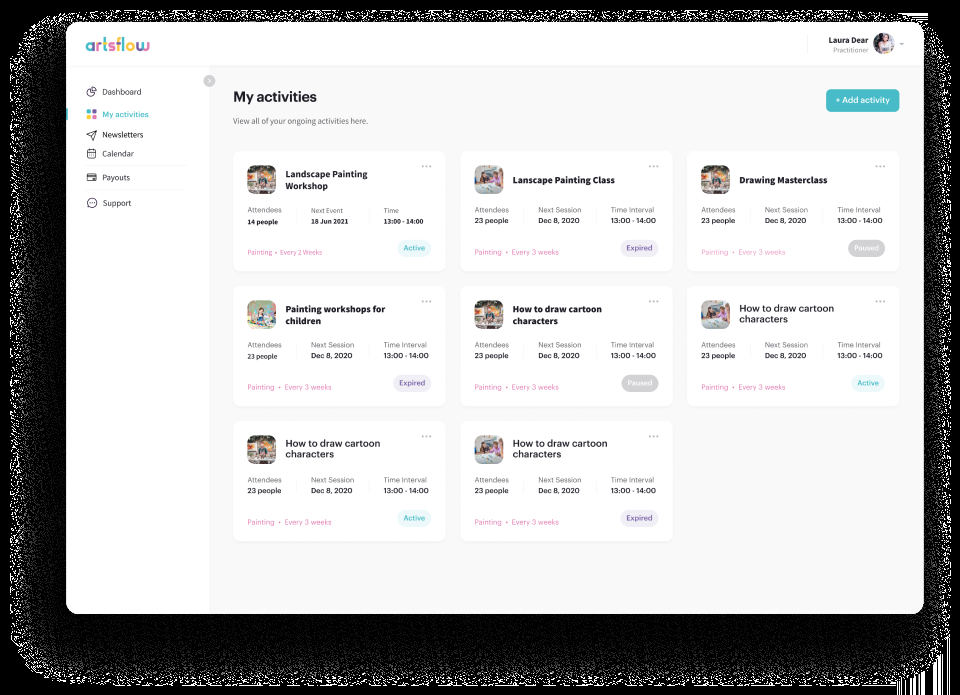 artsflow
Laura Dear
Practitioner
Dashboard
My activities
Newsletters
Calendar
Payouts
Support
My activities
+ Add activity
View all of your ongoing activities here.
Landscape Painting
Workshop
Attendees
14 people
Next Event
18 Jun 2021
Time
13:00 - 14:00
Painting • Every 2 Weeks
Active
Lanscape Painting Class
Attendees
23 people
Next Session
Dec 8, 2020
Time Interval
13:00 - 14:00
Painting • Every 3 weeks
Expired
Drawing Masterclass
Attendees
23 people
Next Session
Dec 8, 2020
Time Interval
13:00 - 14:00
Painting • Every 3 weeks
Paused
Painting workshops for
children
Attendees
23 people
Next Session
Dec 8, 2020
Time Interval
13:00 - 14:00
Painting • Every 3 weeks
Expired
How to draw cartoon
characters
Attendees
23 people
Next Session
Dec 8, 2020
Time Interval
13:00 - 14:00
Painting • Every 3 weeks
Paused
How to draw cartoon
characters
Attendees
23 people
Next Session
Dec 8, 2020
Time Interval
13:00 - 14:00
Painting • Every 3 weeks
Active
How to draw cartoon
characters
Attendees
23 people
Next Session
Dec 8, 2020
Time Interval
13:00 - 14:00
Painting • Every 3 weeks
Active
How to draw cartoon
characters
Attendees
23 people
Next Session
Dec 8, 2020
Time Interval
13:00 - 14:00
Painting • Every 3 weeks
Expired